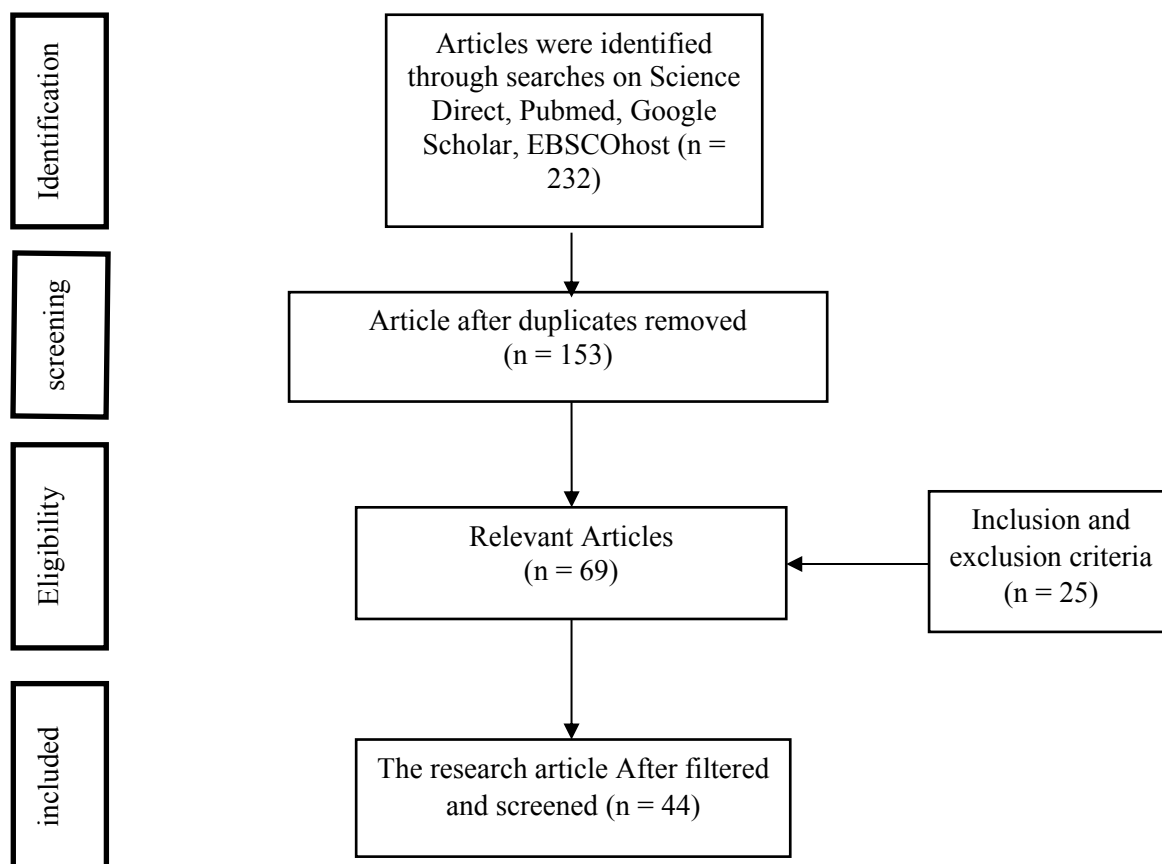 Identification
Articles were identified
through searches on Science
Direct, Pubmed, Google
Scholar, EBSCOhost (n =
232)
screening
Article after duplicates removed
(n = 153)
Eligibility
Relevant Articles
(n = 69)
Inclusion and
exclusion criteria
(n = 25)
included
The research article After filtered
and screened (n = 44)